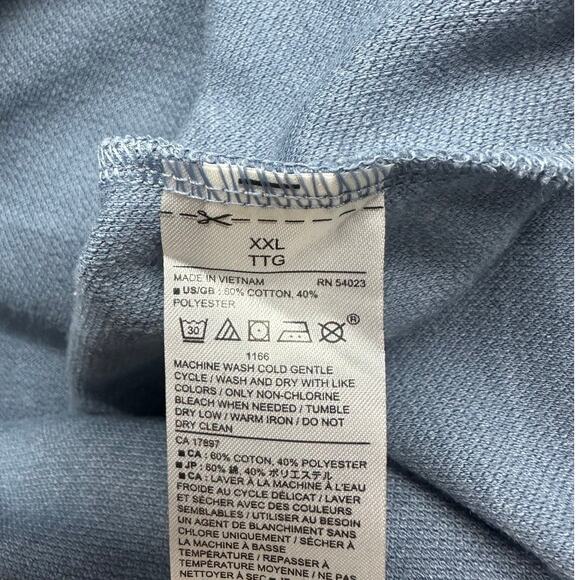 XXL
TTG
MADE IN VIETNAM RN 54023
■ US/GB : 60% COTTON, 40%
POLYESTER
30 ®
1166
MACHINE WASH COLD GENTLE
CYCLE / WASH AND DRY WITH LIKE
COLORS / ONLY NON-CHLORINE
BLEACH WHEN NEEDED / TUMBLE
DRY LOW / WARM IRON / DO NOT
DRY CLEAN
CA 17897
■ CA : 60% COTTON, 40% POLYESTER
■ JP : 60% 綿, 40% ポリエステル
■ CA : LAVER À LA MACHINE À L'EAU
FROIDE AU CYCLE DÉLICAT / LAVER
ET SÉCHER AVEC DES COULEURS
SEMBLABLES / UTILISER AU BESOIN
UN AGENT DE BLANCHIMENT SANS
CHLORE UNIQUEMENT / SÉCHER À
LA MACHINE À BASSE
TEMPÉRATURE / REPASSER À
TEMPÉRATURE MOYENNE / NE PAS
NETTOYER À SEC